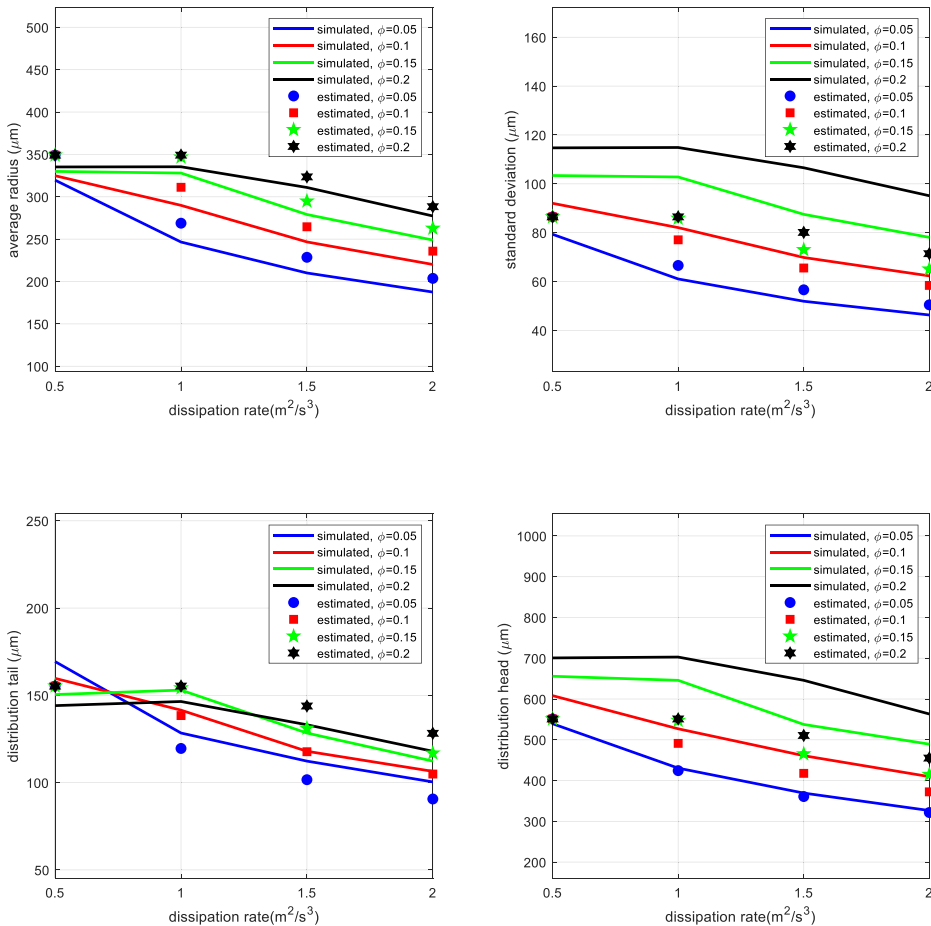 average radius (μm)
500
450
400
350
300
250
200
150
100
0.5
1
1.5
2
dissipation rate(m²/s³)
simulated, ϕ=0.05
simulated, ϕ=0.1
simulated, ϕ=0.15
simulated, ϕ=0.2
estimated, ϕ=0.05
estimated, ϕ=0.1
estimated, ϕ=0.15
estimated, ϕ=0.2
standard deviation (μm)
160
140
120
100
80
60
40
0.5
1
1.5
2
dissipation rate(m²/s³)
simulated, ϕ=0.05
simulated, ϕ=0.1
simulated, ϕ=0.15
simulated, ϕ=0.2
estimated, ϕ=0.05
estimated, ϕ=0.1
estimated, ϕ=0.15
estimated, ϕ=0.2
distribution tail (μm)
250
200
150
100
50
0.5
1
1.5
2
dissipation rate(m²/s³)
simulated, ϕ=0.05
simulated, ϕ=0.1
simulated, ϕ=0.15
simulated, ϕ=0.2
estimated, ϕ=0.05
estimated, ϕ=0.1
estimated, ϕ=0.15
estimated, ϕ=0.2
distribution head (μm)
1000
900
800
700
600
500
400
300
200
0.5
1
1.5
2
dissipation rate(m²/s³)
simulated, ϕ=0.05
simulated, ϕ=0.1
simulated, ϕ=0.15
simulated, ϕ=0.2
estimated, ϕ=0.05
estimated, ϕ=0.1
estimated, ϕ=0.15
estimated, ϕ=0.2